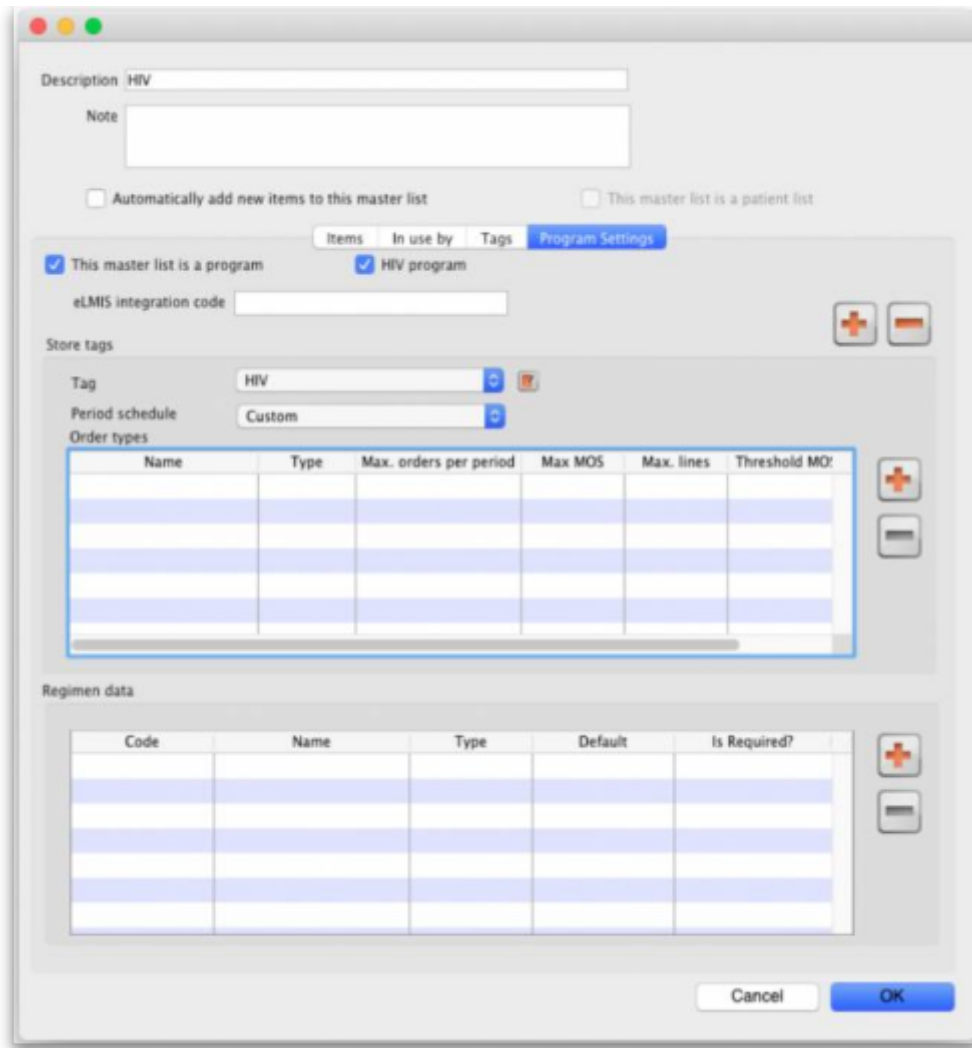 Description HIV
Note
Automatically add new items to this master list This master list is a patient list
Items In use by Tags Program Settings
This master list is a program HIV program
eLMIS integration code
Store tags
Tag HIV
Period schedule Custom
Order types
Name Type Max. orders per period Max MOS Max. lines Threshold MOS
Regimen data
Code Name Type Default Is Required?
Cancel OK